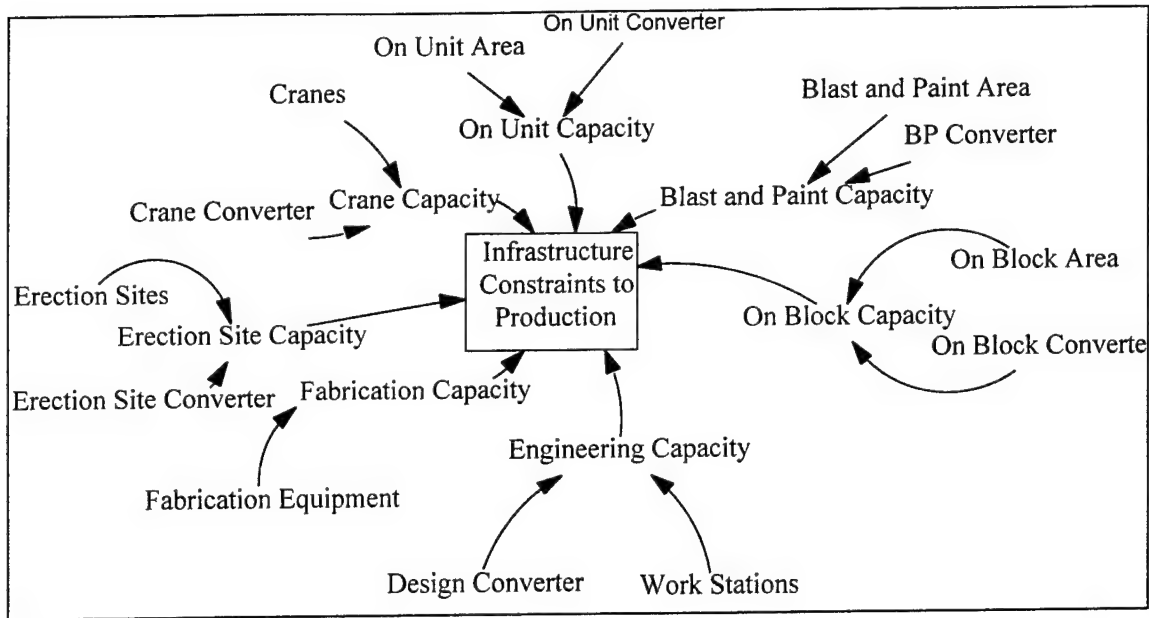 On Unit Converter
On Unit Area
Cranes
Blast and Paint Area
On Unit Capacity
BP Converter
Crane Capacity
Blast and Paint Capacity
Crane Converter
Infrastructure
Constraints to
Production
On Block Area
Erection Sites
On Block Capacity
Erection Site Capacity
On Block Converte
Erection Site Converter
Fabrication Capacity
Engineering Capacity
Fabrication Equipment
Design Converter
Work Stations